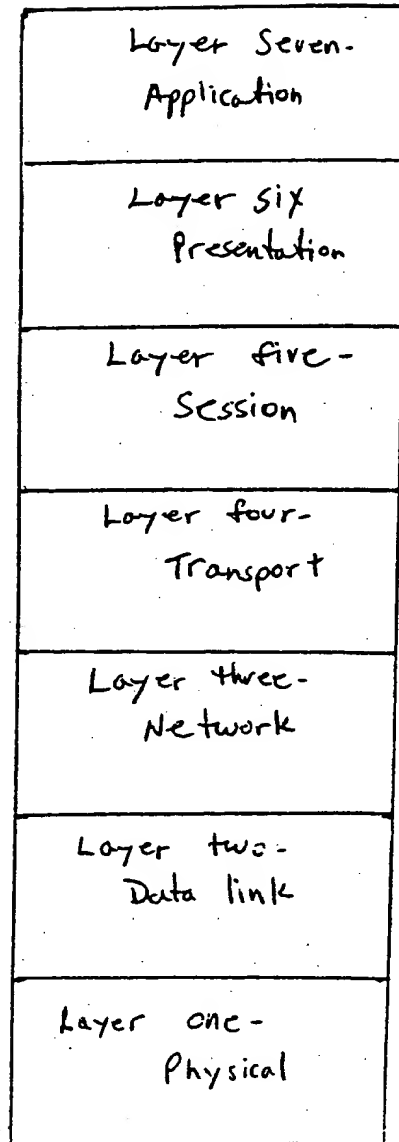 Layer Seven-
Application
Layer six
Presentation
Layer five-
Session
Layer four-
Transport
Layer three-
Network
Layer two-
Data link
Layer one-
Physical